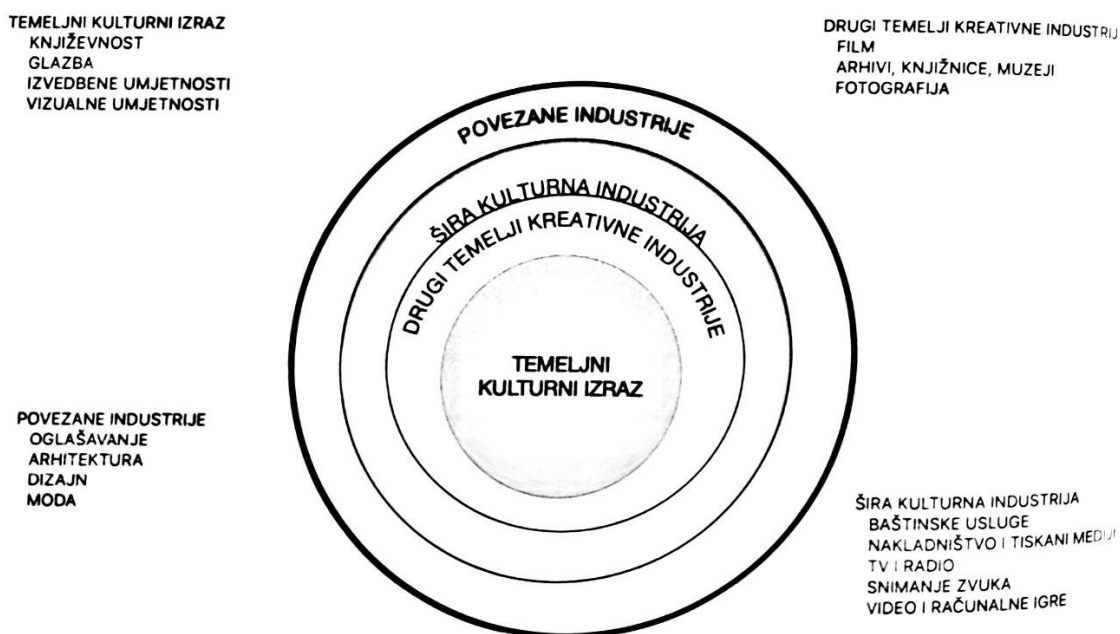 TEMELJNI KULTURNI IZRAZ
KNJIŽEVNOST
GLAZBA
IZVEDBENE UMJETNOSTI
VIZUALNE UMJETNOSTI
DRUGI TEMELJI KREATIVNE INDUSTRIJ
FILM
ARHIVI, KNJIŽNICE, MUZEJI
FOTOGRAFIJA
POVEZANE INDUSTRIJE
ŠIRA KULTURNA INDUSTRIJA
DRUGI TEMELJI KREATIVNE INDUSTRIJE
TEMELJNI
KULTURNI IZRAZ
POVEZANE INDUSTRIJE
OGLAŠAVANJE
ARHITEKTURA
DIZAJN
MODA
ŠIRA KULTURNA INDUSTRIJA
BAŠTINSKE USLUGE
NAKLADNIŠTVO I TISKANI MEDIJI
TV I RADIO
SNIMANJE ZVUKA
VIDEO I RAČUNALNE IGRE